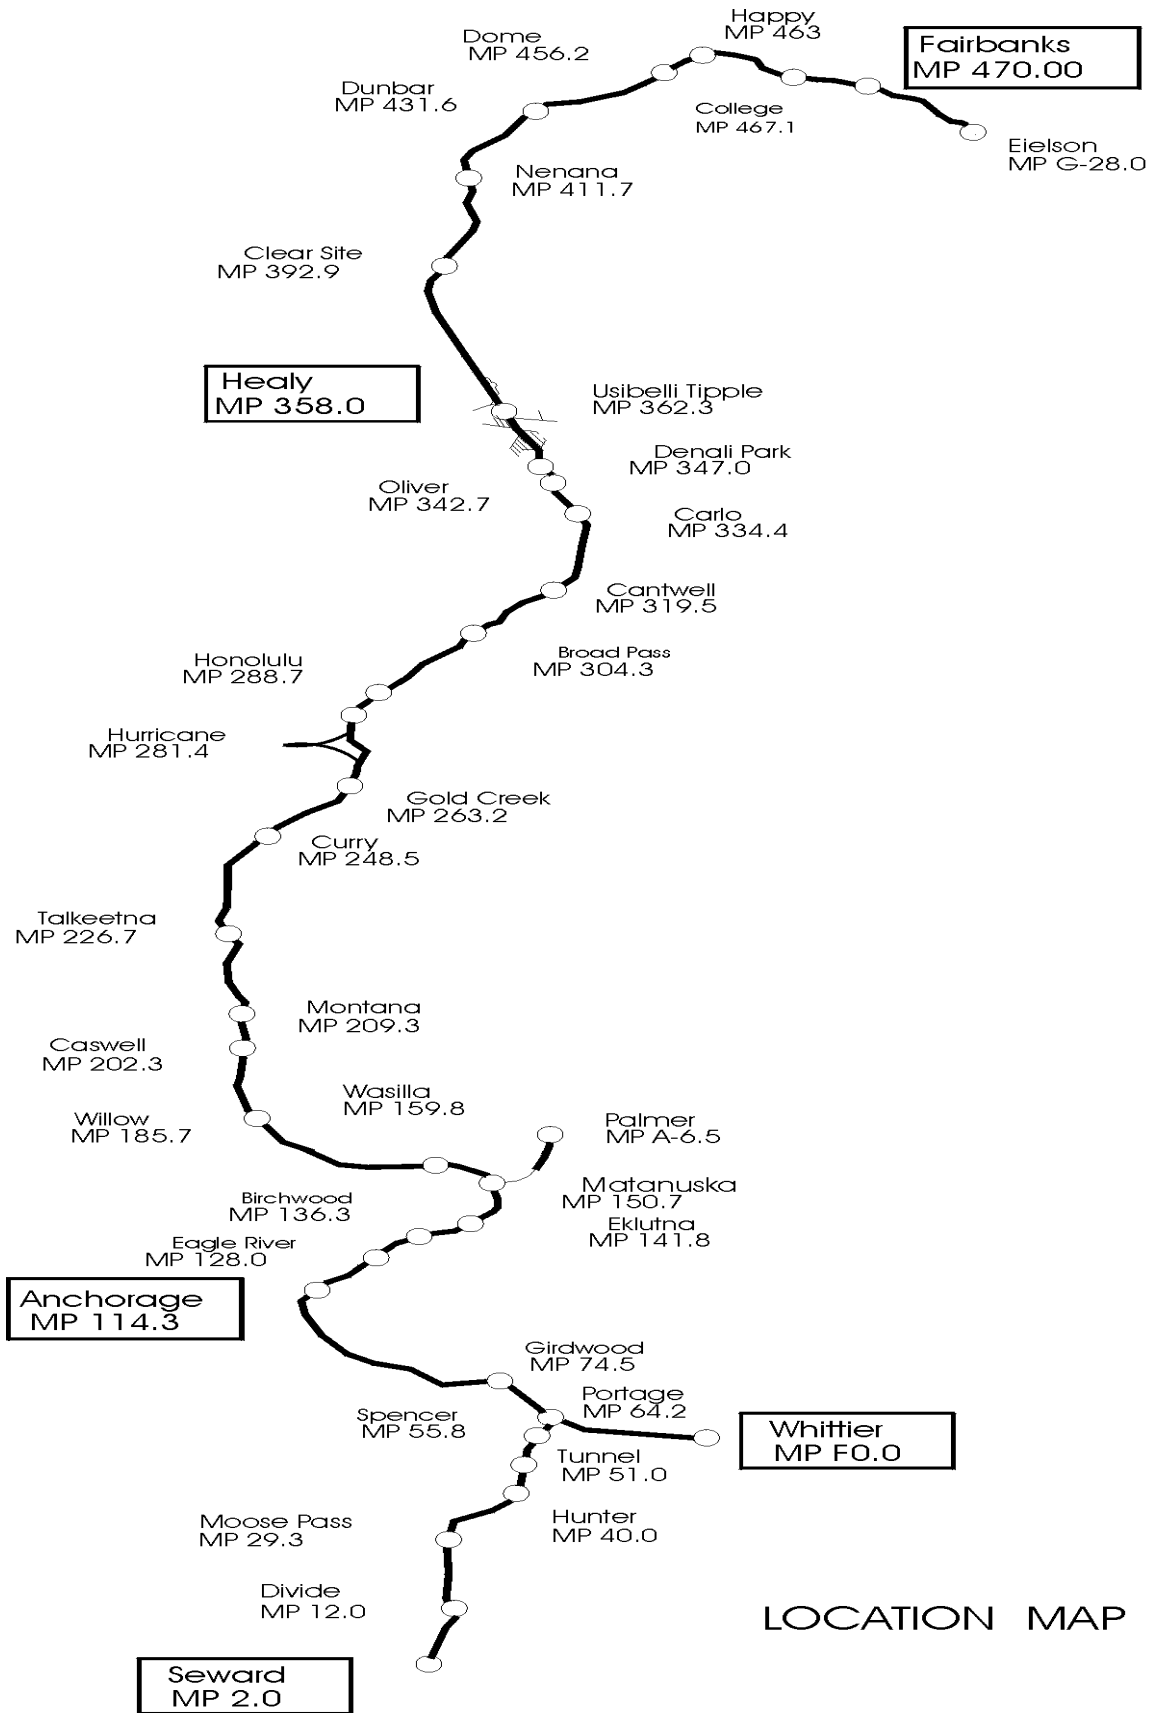 Happy
MP 463
Dome
MP 456.2
Fairbanks
MP 470.00
Dunbar
MP 431.6
College
MP 467.1
Eielson
MP G-28.0
Nenana
MP 411.7
Clear Site
MP 392.9
Healy
MP 358.0
Usibelli Tipple
MP 362.3
Denali Park
MP 347.0
Oliver
MP 342.7
Carlo
MP 334.4
Cantwell
MP 319.5
Broad Pass
MP 304.3
Honolulu
MP 288.7
Hurricane
MP 281.4
Gold Creek
MP 263.2
Curry
MP 248.5
Talkeetna
MP 226.7
Montana
MP 209.3
Caswell
MP 202.3
Wasilla
MP 159.8
Willow
MP 185.7
Palmer
MP A-6.5
Matanuska
MP 150.7
Birchwood
MP 136.3
Eklutna
MP 141.8
Eagle River
MP 128.0
Anchorage
MP 114.3
Girdwood
MP 74.5
Portage
MP 64.2
Spencer
MP 55.8
Whittier
MP F0.0
Tunnel
MP 51.0
Hunter
MP 40.0
Moose Pass
MP 29.3
Divide
MP 12.0
LOCATION MAP
Seward
MP 2.0